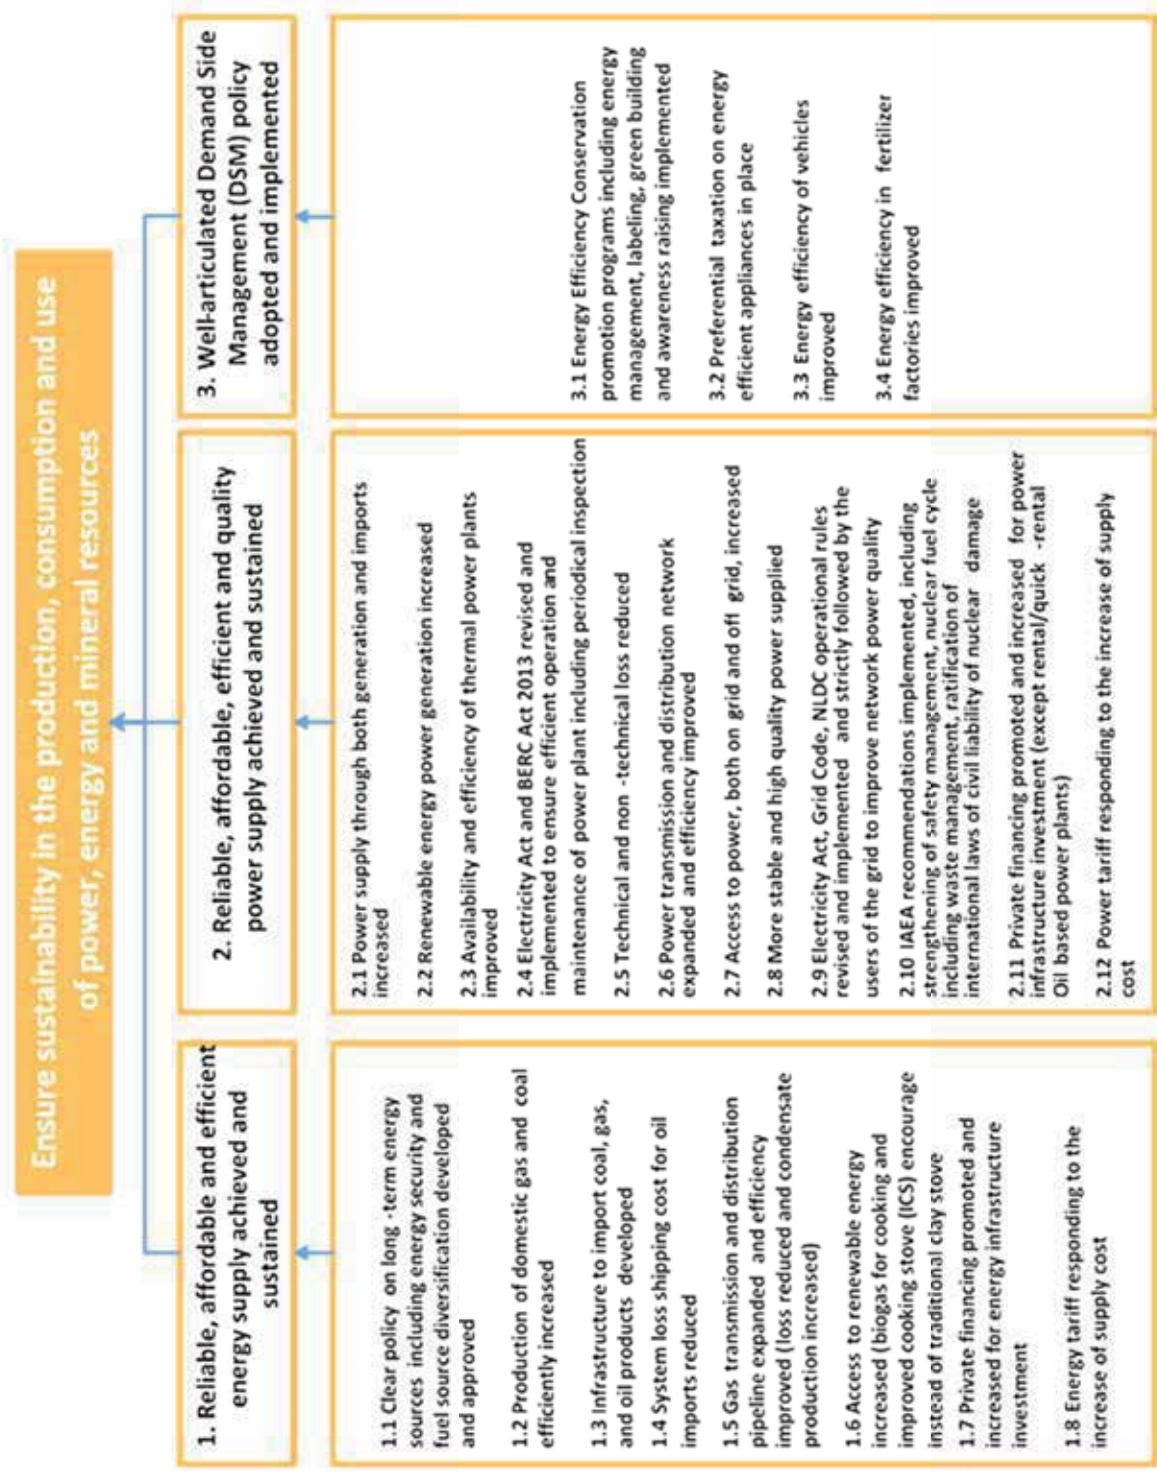 Ensure sustainability in the production, consumption and use
of power, energy and mineral resources
1. Reliable, affordable and efficient
energy supply achieved and
sustained
1.1 Clear policy on long -term energy
sources including energy security and
fuel source diversification developed
and approved
1.2 Production of domestic gas and coal
efficiently increased
1.3 Infrastructure to import coal, gas,
and oil products developed
1.4 System loss shipping cost for oil
imports reduced
1.5 Gas transmission and distribution
pipeline expanded and efficiency
improved (loss reduced and condensate
production increased)
1.6 Access to renewable energy
increased (biogas for cooking and
improved cooking stove (ICS) encourage
instead of traditional clay stove
1.7 Private financing promoted and
increased for energy infrastructure
investment
1.8 Energy tariff responding to the
increase of supply cost
2. Reliable, affordable, efficient and quality
power supply achieved and sustained
2.1 Power supply through both generation and imports
increased
2.2 Renewable energy power generation increased
2.3 Availability and efficiency of thermal power plants
improved
2.4 Electricity Act and BERC Act 2013 revised and
implemented to ensure efficient operation and
maintenance of power plant including periodical inspection
2.5 Technical and non -technical loss reduced
2.6 Power transmission and distribution network
expanded and efficiency improved
2.7 Access to power, both on grid and off grid, increased
2.8 More stable and high quality power supplied
2.9 Electricity Act, Grid Code, NLDC operational rules
revised and implemented and strictly followed by the
users of the grid to improve network power quality
2.10 IAEA recommendations implemented, including
strengthening of safety management, nuclear fuel cycle
including waste management, ratification of
international laws of civil liability of nuclear damage
2.11 Private financing promoted and increased for power
infrastructure investment (except rental/quick -rental
Oil based power plants)
2.12 Power tariff responding to the increase of supply
cost
3. Well-articulated Demand Side
Management (DSM) policy
adopted and implemented
3.1 Energy Efficiency Conservation
promotion programs including energy
management, labeling, green building
and awareness raising implemented
3.2 Preferential taxation on energy
efficient appliances in place
3.3 Energy efficiency of vehicles
improved
3.4 Energy efficiency in fertilizer
factories improved